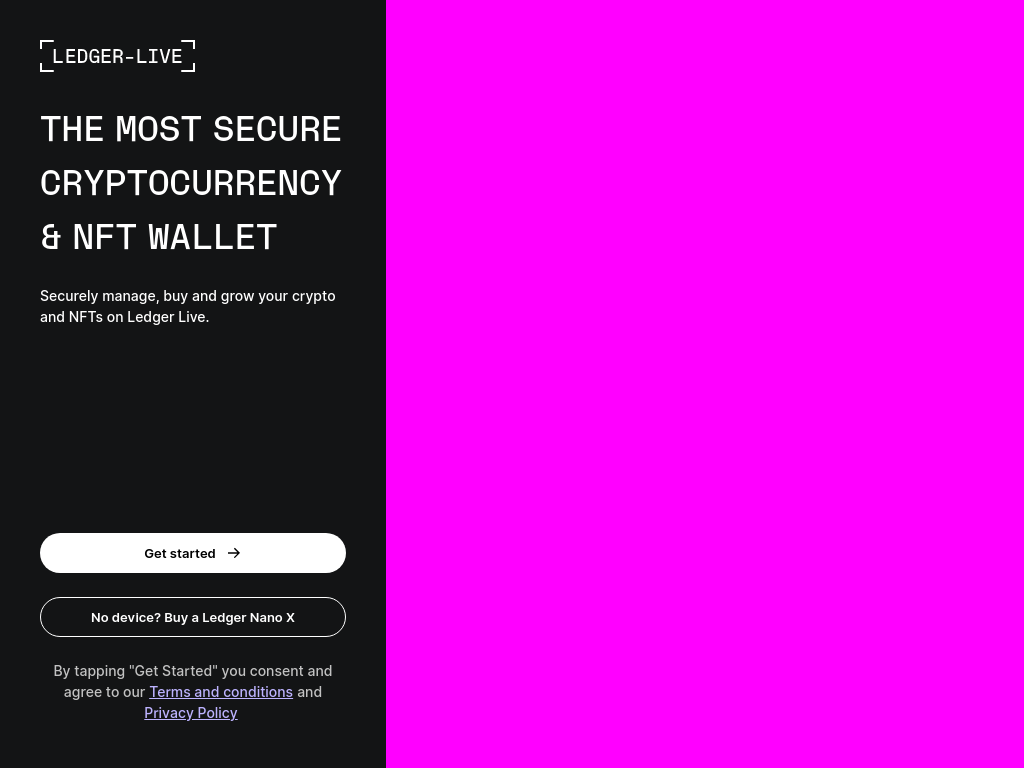 LEDGER-LIVE
THE MOST SECURE
CRYPTOCURRENCY
& NFT WALLET
Securely manage, buy and grow your crypto
and NFTs on Ledger Live.
Get started
No device? Buy a Ledger Nano X
By tapping "Get Started" you consent and
agree to our Terms and conditions and
Privacy Policy